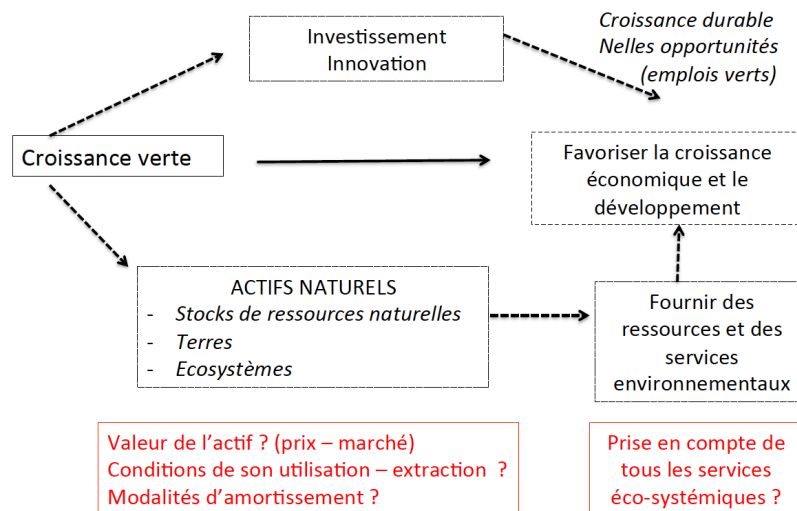 Investissement
Innovation
Croissance durable
Nelles opportunités
(emplois verts)
Croissance verte
Favoriser la croissance
économique et le
développement
ACTIFS NATURELS
- Stocks de ressources naturelles
- Terres
- Ecosystèmes
Fournir des
ressources et des
services
environnementaux
Valeur de l'actif ? (prix – marché)
Conditions de son utilisation – extraction ?
Modalités d'amortissement ?
Prise en compte de
tous les services
éco-systémiques ?